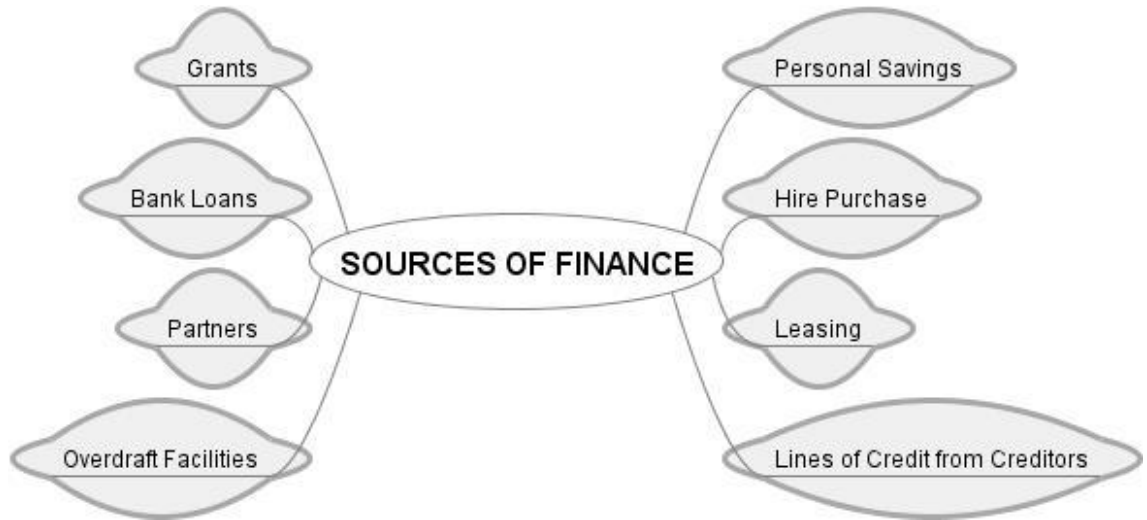 Grants
Personal Savings
Bank Loans
Hire Purchase
SOURCES OF FINANCE
Partners
Leasing
Overdraft Facilities
Lines of Credit from Creditors